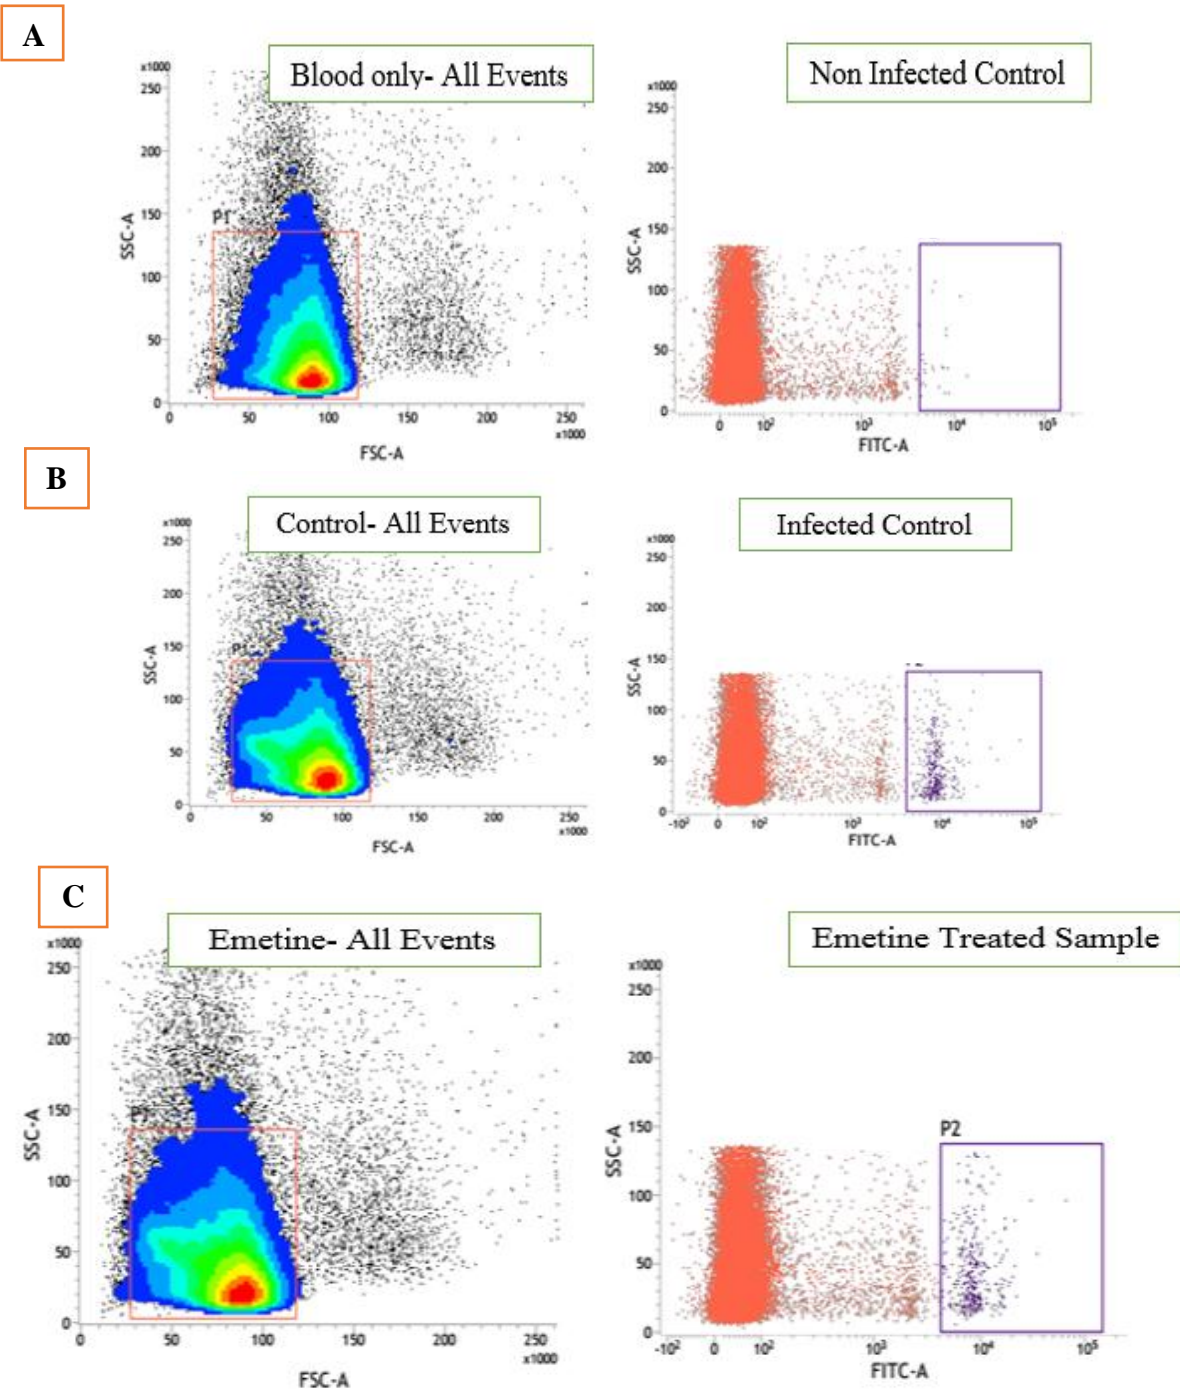 A
Blood only- All Events
Non Infected Control
x1000
250
200
150
100
50
0
SSC-A
P1
0
50
100
150
200
250
x1000
FSC-A
x1000
250
200
150
100
50
0
SSC-A
0
10²
10³
10⁴
10⁵
FITC-A
B
Control- All Events
Infected Control
x1000
250
200
150
100
50
0
SSC-A
P1
0
50
100
150
200
250
x1000
FSC-A
x1000
250
200
150
100
50
0
SSC-A
-10²
0
10²
10³
10⁴
10⁵
FITC-A
C
Emetine- All Events
Emetine Treated Sample
x1000
250
200
150
100
50
0
SSC-A
P1
0
50
100
150
200
250
x1000
FSC-A
x1000
250
200
150
100
50
0
SSC-A
P2
-10²
0
10²
10³
10⁴
10⁵
FITC-A